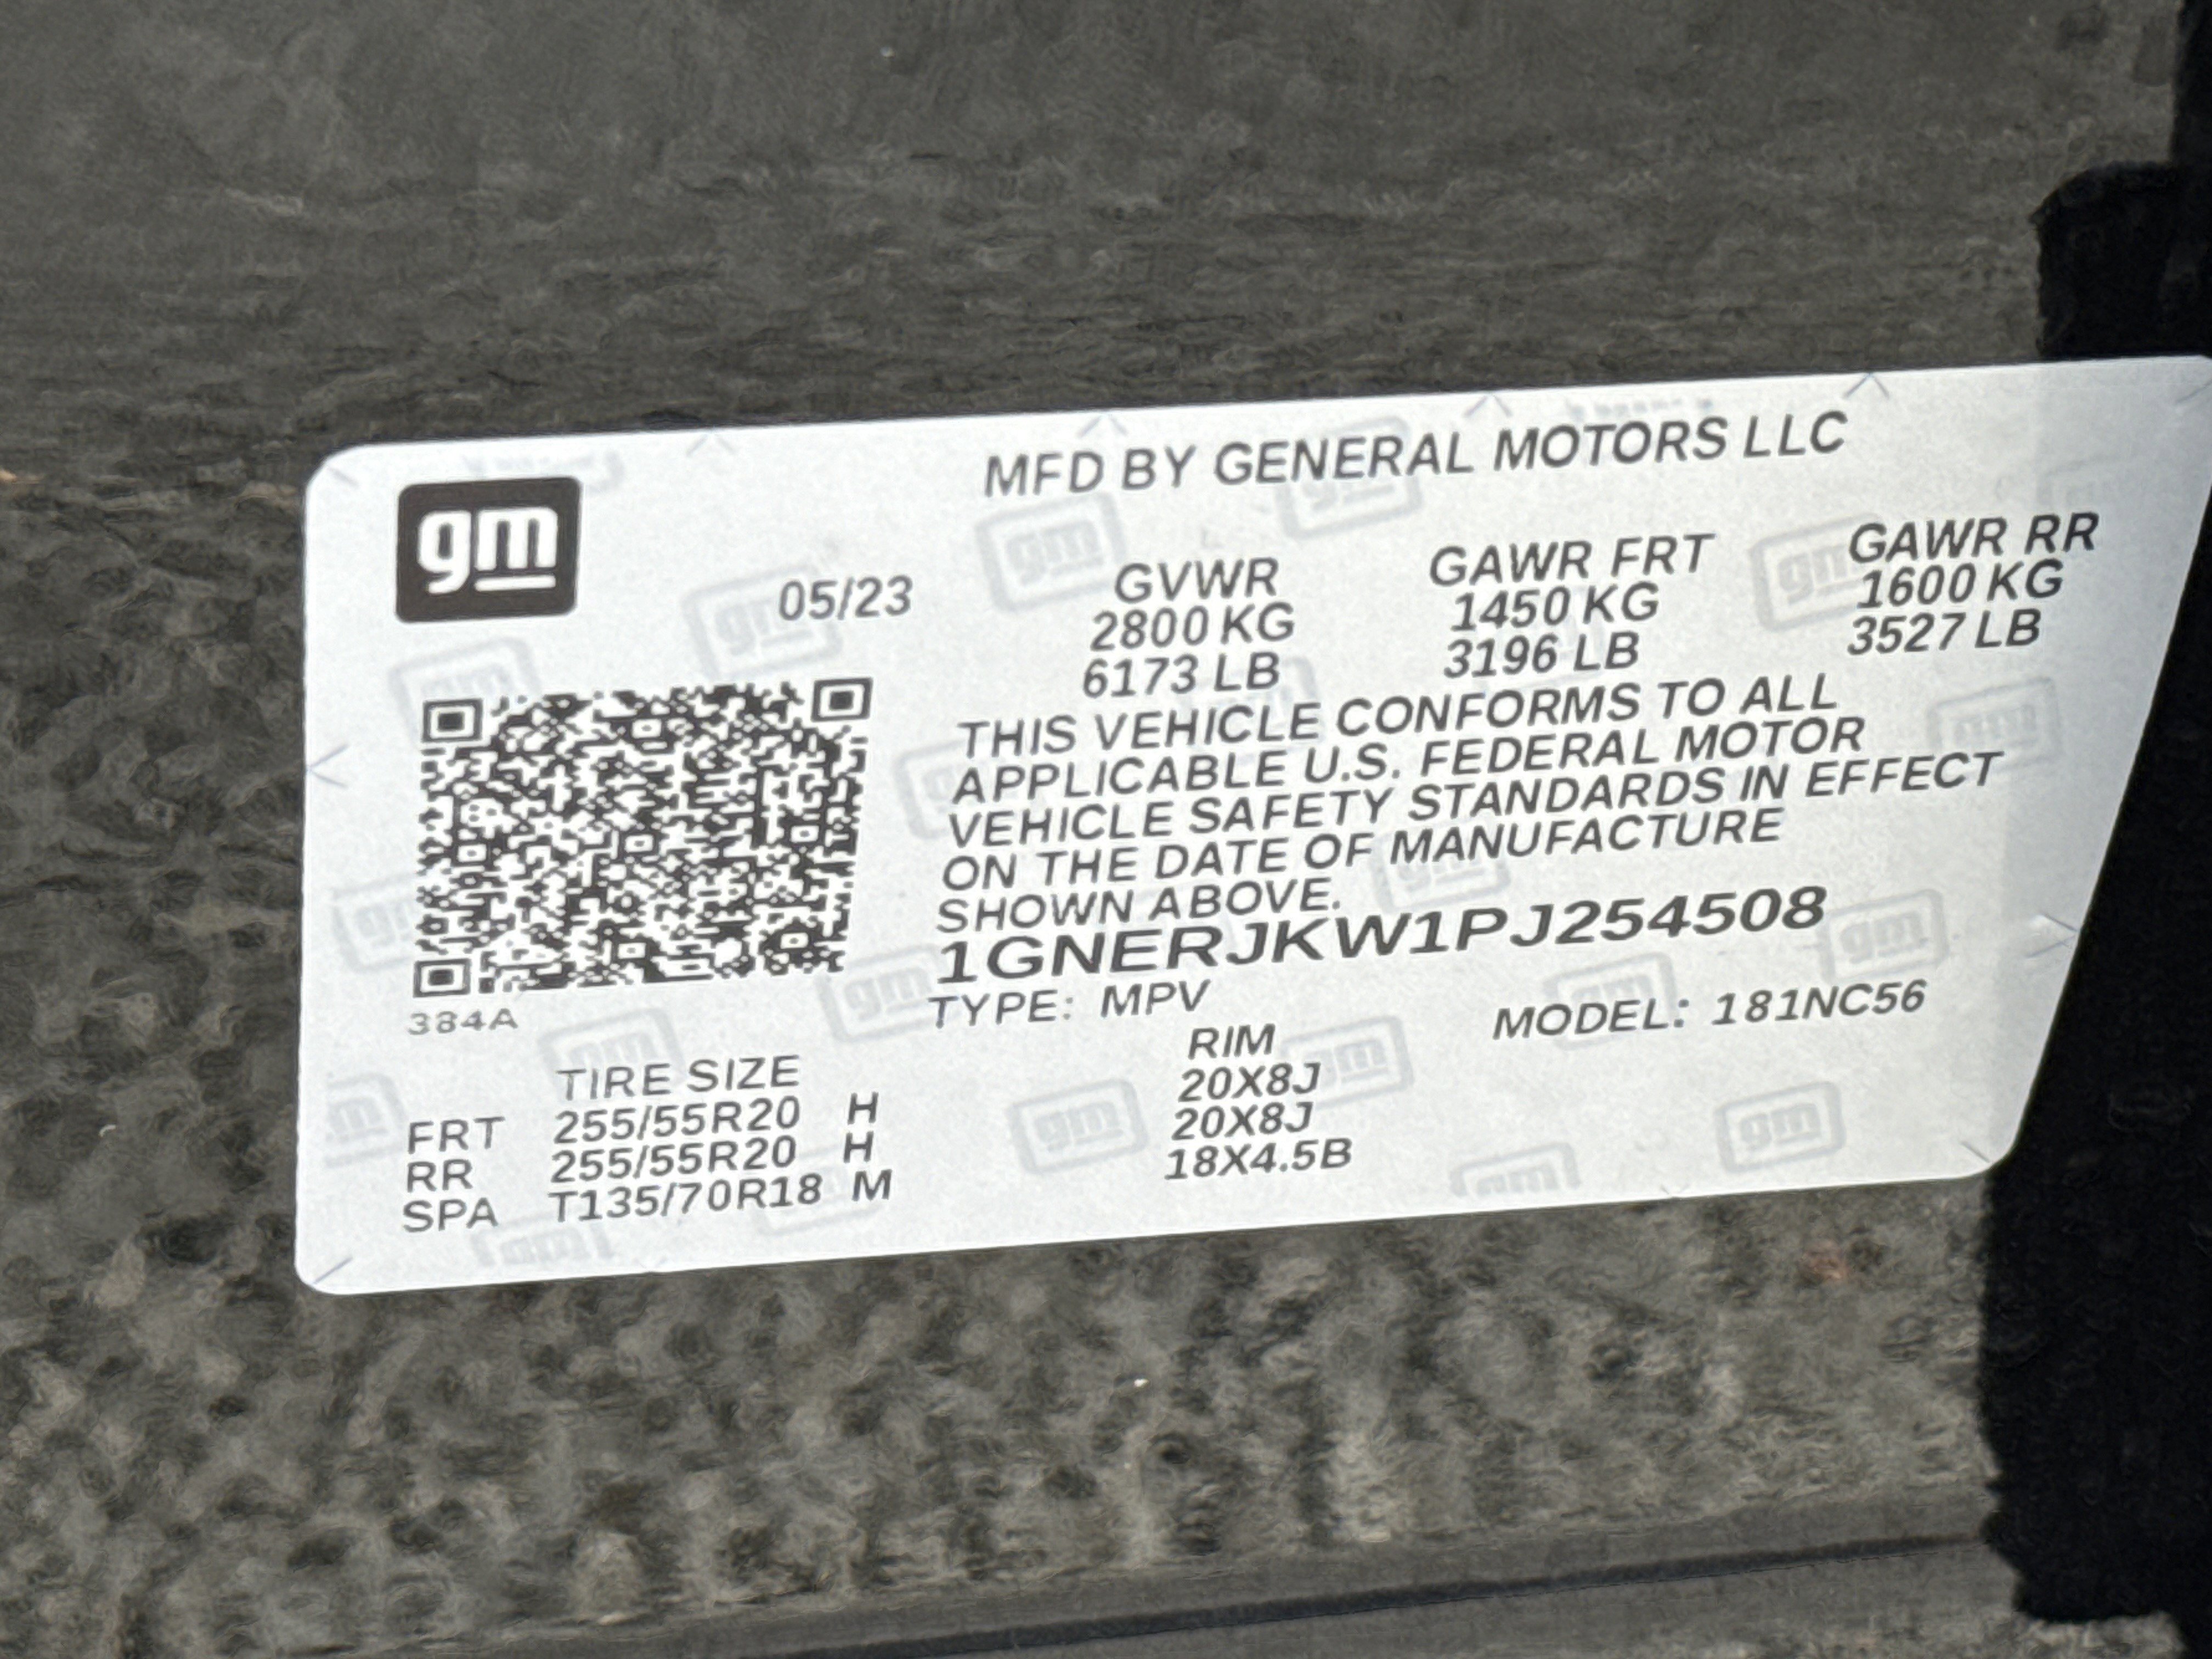 gm
MFD BY GENERAL MOTORS LLC
05/23
GVWR GAWR FRT GAWR RR
2800 KG 1450 KG 1600 KG
6173 LB 3196 LB 3527 LB
THIS VEHICLE CONFORMS TO ALL
APPLICABLE U.S. FEDERAL MOTOR
VEHICLE SAFETY STANDARDS IN EFFECT
ON THE DATE OF MANUFACTURE
SHOWN ABOVE.
1GNERJKW1PJ254508
384A
TYPE: MPV MODEL: 181NC56
TIRE SIZE RIM
FRT 255/55R20 H 20X8J
RR 255/55R20 H 20X8J
SPA T135/70R18 M 18X4.5B